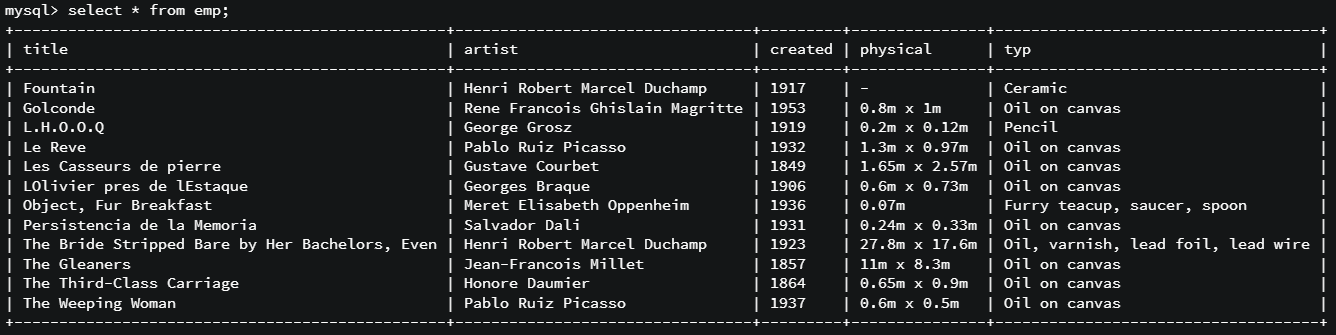 mysql> select * from emp;
+---------------------------------------------+-------------------------------+---------+---------------+----------------------------------+
| title                                       | artist                        | created | physical      | typ                              |
+---------------------------------------------+-------------------------------+---------+---------------+----------------------------------+
| Fountain                                    | Henri Robert Marcel Duchamp   | 1917    | -             | Ceramic                          |
| Golconde                                    | Rene Francois Ghislain Magritte | 1953    | 0.8m x 1m     | Oil on canvas                    |
| L.H.O.O.Q                                   | George Grosz                  | 1919    | 0.2m x 0.12m  | Pencil                           |
| Le Reve                                     | Pablo Ruiz Picasso            | 1932    | 1.3m x 0.97m  | Oil on canvas                    |
| Les Casseurs de pierre                      | Gustave Courbet               | 1849    | 1.65m x 2.57m | Oil on canvas                    |
| LOlivier pres de lEstaque                   | Georges Braque                | 1906    | 0.6m x 0.73m  | Oil on canvas                    |
| Object, Fur Breakfast                       | Meret Elisabeth Oppenheim     | 1936    | 0.07m         | Furry teacup, saucer, spoon      |
| Persistencia de la Memoria                  | Salvador Dali                 | 1931    | 0.24m x 0.33m | Oil on canvas                    |
| The Bride Stripped Bare by Her Bachelors, Even | Henri Robert Marcel Duchamp   | 1923    | 27.8m x 17.6m | Oil, varnish, lead foil, lead wire |
| The Gleaners                                | Jean-Francois Millet          | 1857    | 11m x 8.3m    | Oil on canvas                    |
| The Third-Class Carriage                    | Honore Daumier                | 1864    | 0.65m x 0.9m  | Oil on canvas                    |
| The Weeping Woman                           | Pablo Ruiz Picasso            | 1937    | 0.6m x 0.5m   | Oil on canvas                    |
+---------------------------------------------+-------------------------------+---------+---------------+----------------------------------+